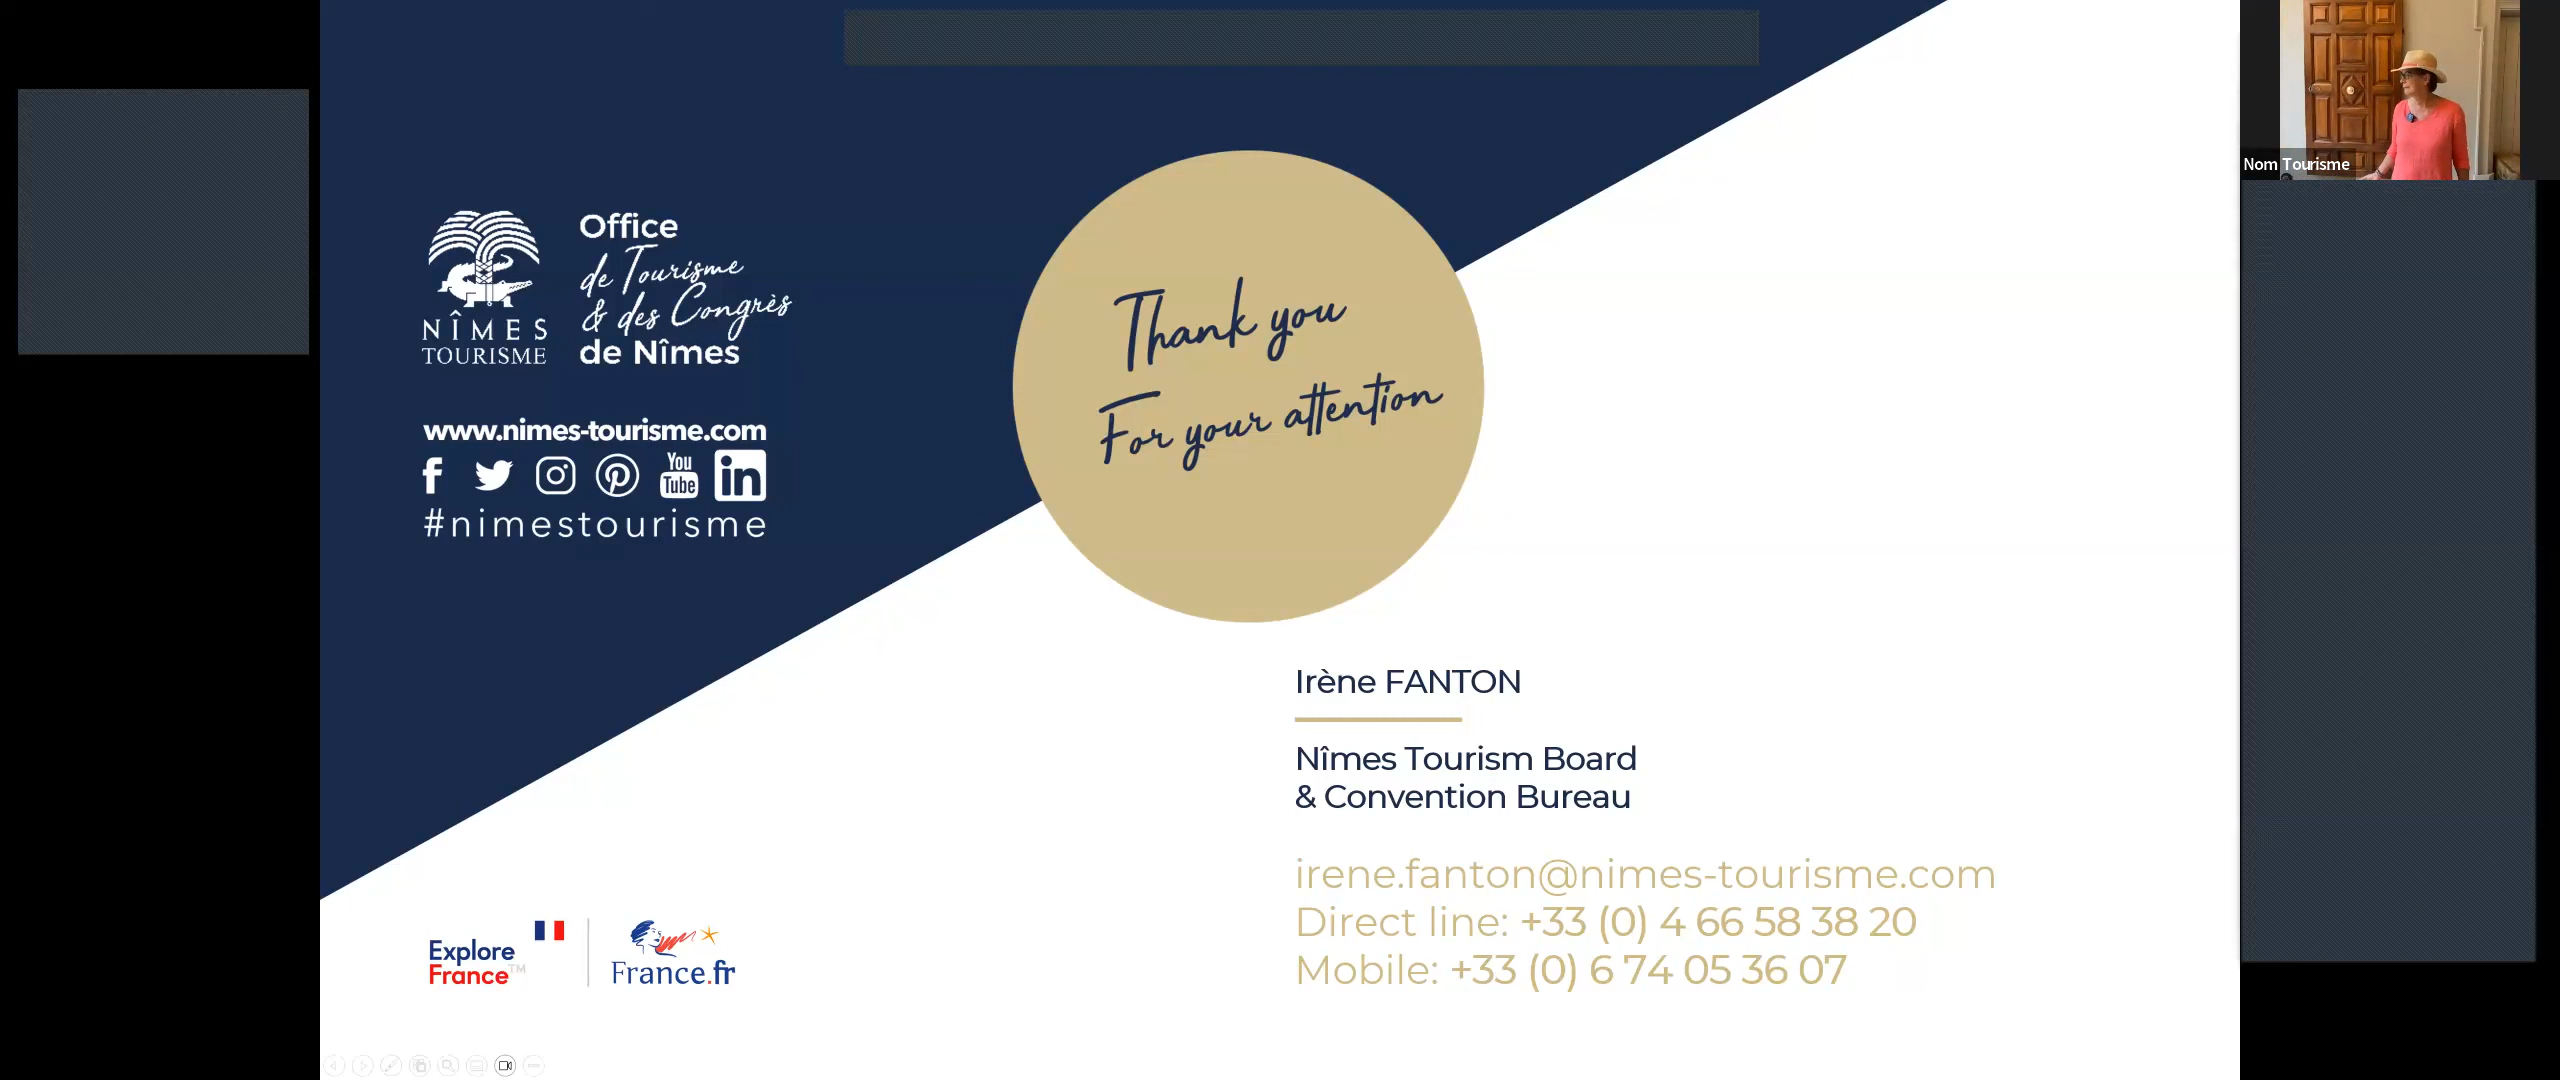 Office
de Tourisme
& des Congrès
de Nîmes
NÎMES
TOURISME
www.nimes-tourisme.com
f
You
Tube
in
#nimestourisme
Thank you
For your attention
Nom Tourisme
Irène FANTON
Nîmes Tourism Board
& Convention Bureau
irene.fanton@nimes-tourisme.com
Direct line: +33 (0) 4 66 58 38 20
Mobile: +33 (0) 6 74 05 36 07
Explore
France™
France.fr